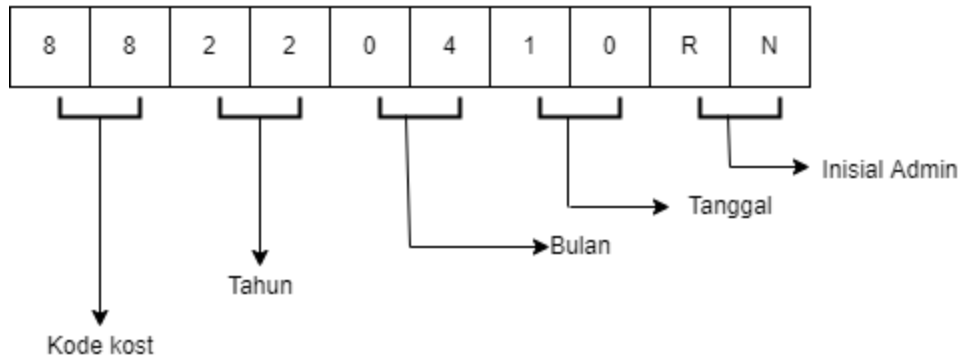 8 8 2 2 0 4 1 0 R N
Inisial Admin
Tanggal
Bulan
Tahun
Kode kost